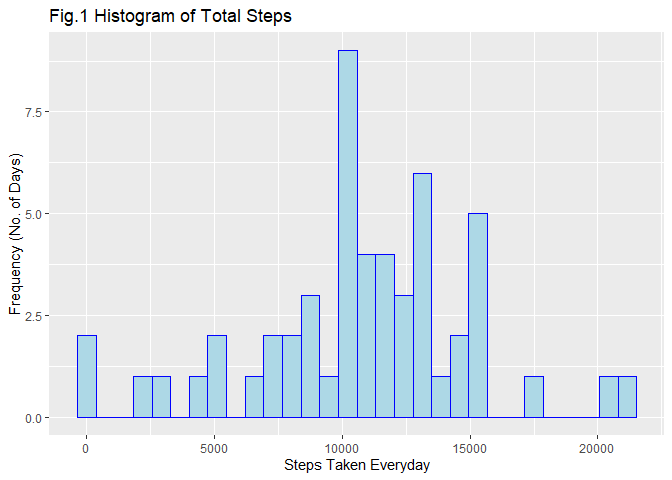 Fig.1 Histogram of Total Steps
Frequency (No. of Days)
7.5
5.0
2.5
0.0
0 5000 10000 15000 20000
Steps Taken Everyday